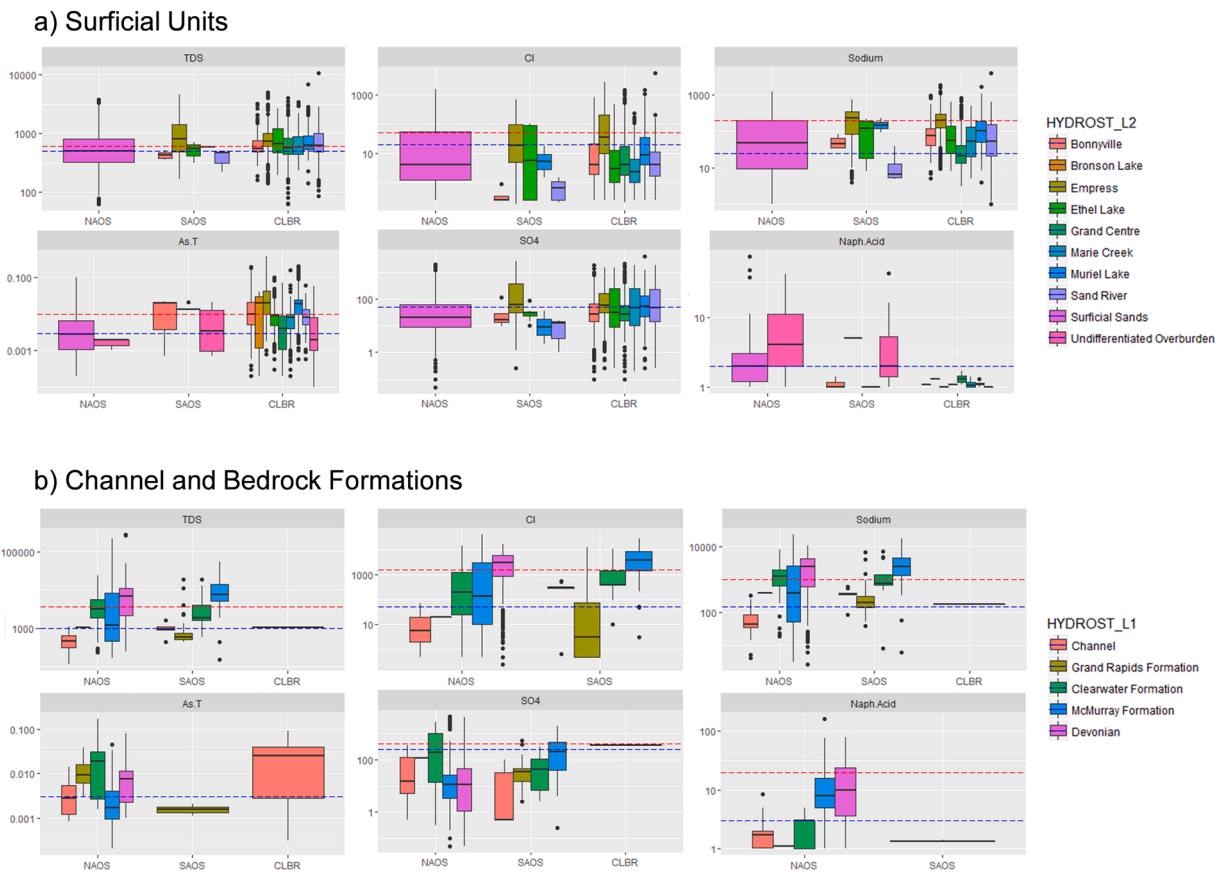 a) Surficial Units
TDS
10000
1000
100
NAOS SAOS CLBR
Cl
1000
10
NAOS SAOS CLBR
Sodium
1000
10
NAOS SAOS CLBR
As.T
0.100
0.001
NAOS SAOS CLBR
SO4
100
1
NAOS SAOS CLBR
Naph.Acid
10
1
NAOS SAOS CLBR
HYDROST_L2
Bonnyville
Bronson Lake
Empress
Ethel Lake
Grand Centre
Marie Creek
Muriel Lake
Sand River
Surficial Sands
Undifferentiated Overburden
b) Channel and Bedrock Formations
TDS
100000
1000
NAOS SAOS CLBR
Cl
1000
10
NAOS SAOS
Sodium
10000
100
NAOS SAOS CLBR
As.T
0.100
0.010
0.001
NAOS SAOS CLBR
SO4
100
1
NAOS SAOS CLBR
Naph.Acid
100
10
1
NAOS SAOS
HYDROST_L1
Channel
Grand Rapids Formation
Clearwater Formation
McMurray Formation
Devonian